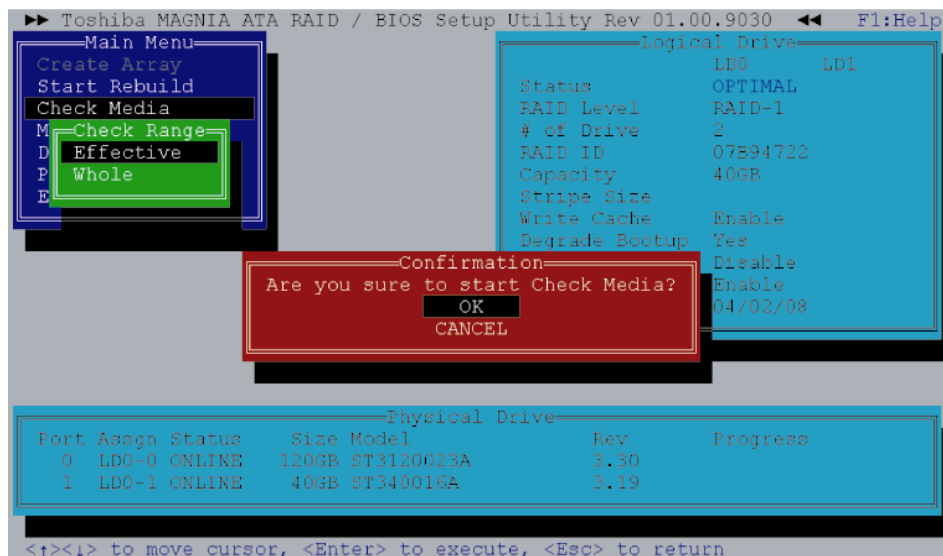 ►► Toshiba MAGNIA ATA RAID / BIOS Setup Utility Rev 01.00.9030 ◄◄ F1:Help
Main Menu
Create Array
Start Rebuild
Check Media
M
D
P
E
Check Range
Effective
Whole
Logical Drive
LD0 LD1
Status OPTIMAL
RAID Level RAID-1
# of Drive 2
RAID ID 07B94722
Capacity 40GB
Stripe Size
Write Cache Enable
Degrade Bootup Yes
Disable
Enable
04/02/08
Confirmation
Are you sure to start Check Media?
OK
CANCEL
Physical Drive
Port Assgn Status Size Model Rev Progress
0 LD0-0 ONLINE 120GB ST3120023A 3.30
1 LD0-1 ONLINE 40GB ST340016A 3.19
<↑><↓> to move cursor, <Enter> to execute, <Esc> to return